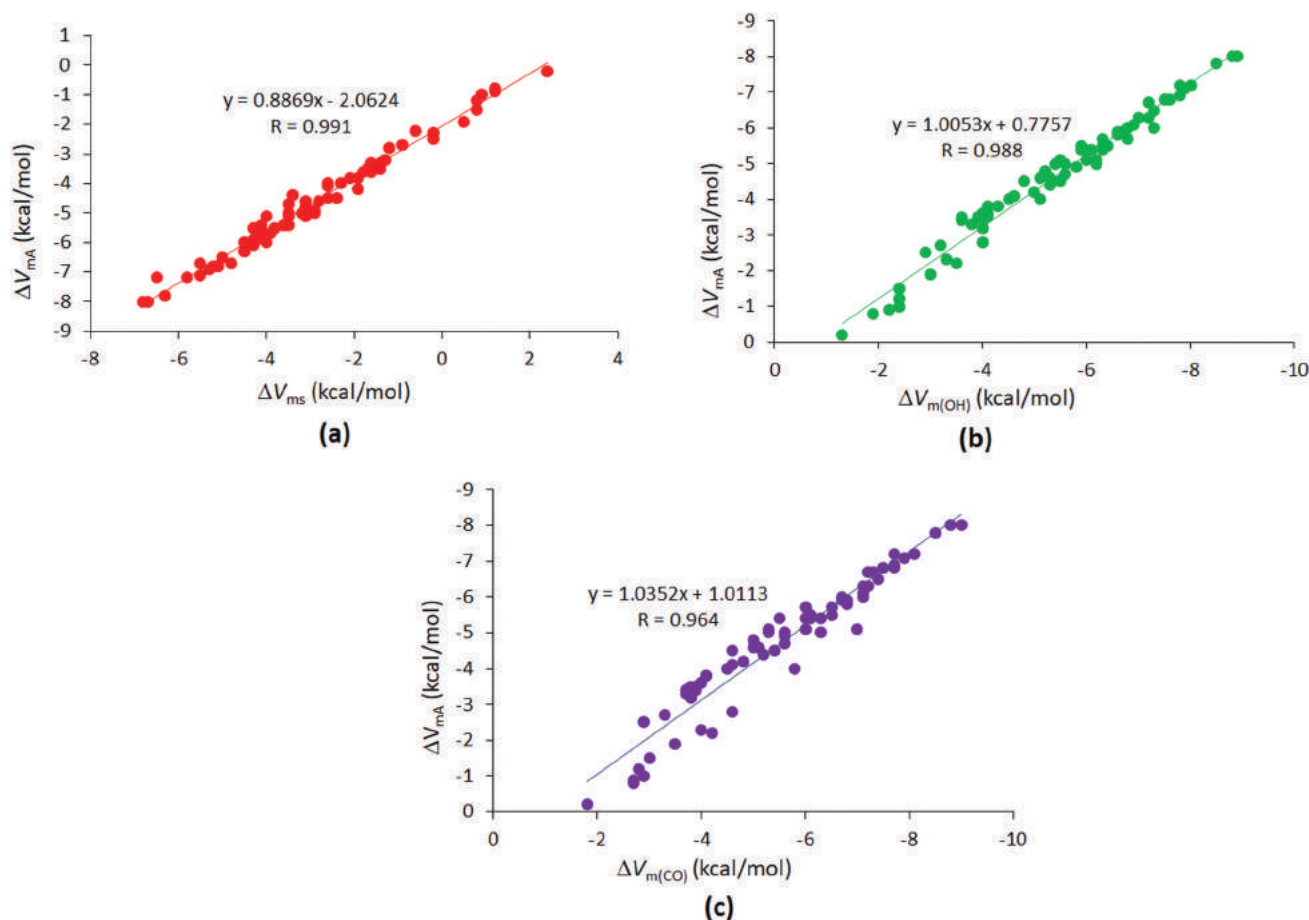 1
0
-1
-2
-3
-4
-5
-6
-7
-8
-9
ΔVmA (kcal/mol)
y = 0.8869x - 2.0624
R = 0.991
-8 -6 -4 -2 0 2 4
ΔVms (kcal/mol)
(a)
-9
-8
-7
-6
-5
-4
-3
-2
-1
0
ΔVmA (kcal/mol)
y = 1.0053x + 0.7757
R = 0.988
0 -2 -4 -6 -8 -10
ΔVm(OH) (kcal/mol)
(b)
-9
-8
-7
-6
-5
-4
-3
-2
-1
0
ΔVmA (kcal/mol)
y = 1.0352x + 1.0113
R = 0.964
0 -2 -4 -6 -8 -10
ΔVm(CO) (kcal/mol)
(c)